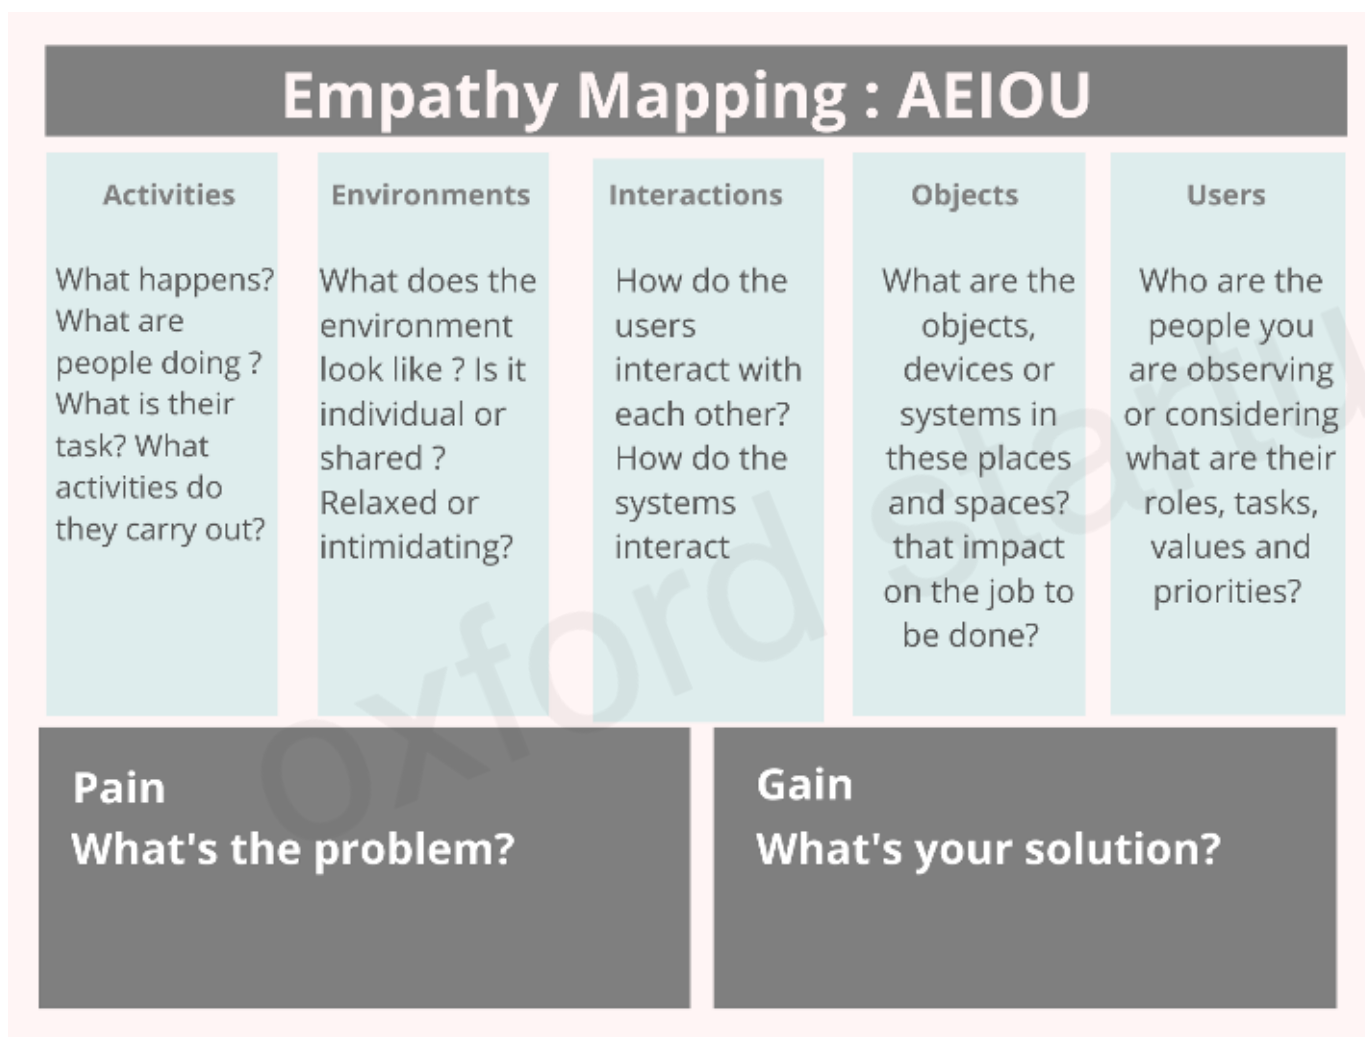 Empathy Mapping : AEIOU
Activities
What happens?
What are
people doing ?
What is their
task? What
activities do
they carry out?
Environments
What does the
environment
look like ? Is it
individual or
shared ?
Relaxed or
intimidating?
Interactions
How do the
users
interact with
each other?
How do the
systems
interact
Objects
What are the
objects,
devices or
systems in
these places
and spaces?
that impact
on the job to
be done?
Users
Who are the
people you
are observing
or considering
what are their
roles, tasks,
values and
priorities?
Pain
What's the problem?
Gain
What's your solution?
oxford startu